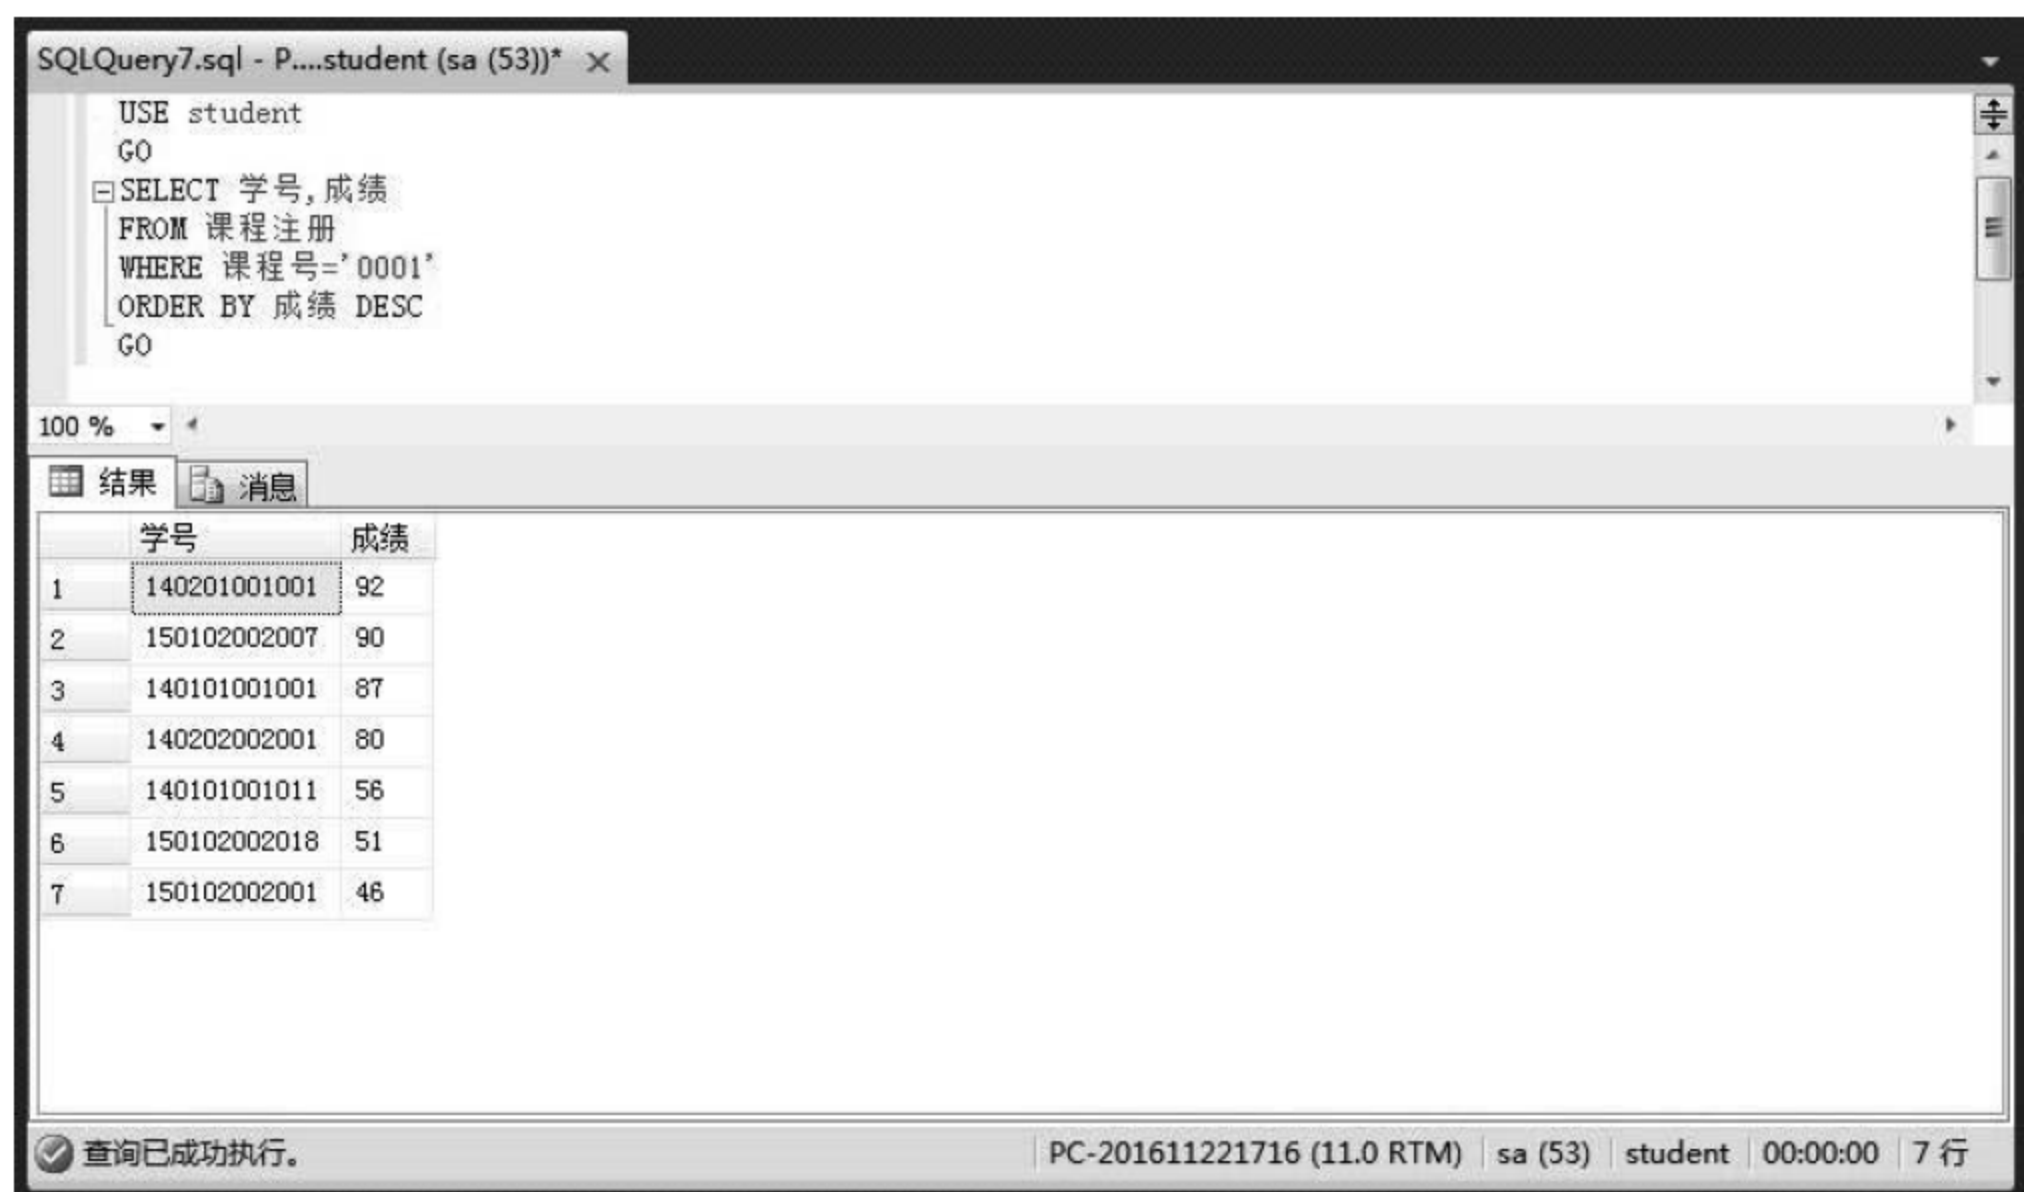 SQLQuery7.sql - P....student (sa (53))*
USE student
GO
SELECT 学号,成绩
FROM 课程注册
WHERE 课程号='0001'
ORDER BY 成绩 DESC
GO
100 %
结果 消息
学号 成绩
1 140201001001 92
2 150102002007 90
3 140101001001 87
4 140202002001 80
5 140101001011 56
6 150102002018 51
7 150102002001 46
查询已成功执行。 PC-201611221716 (11.0 RTM) sa (53) student 00:00:00 7 行